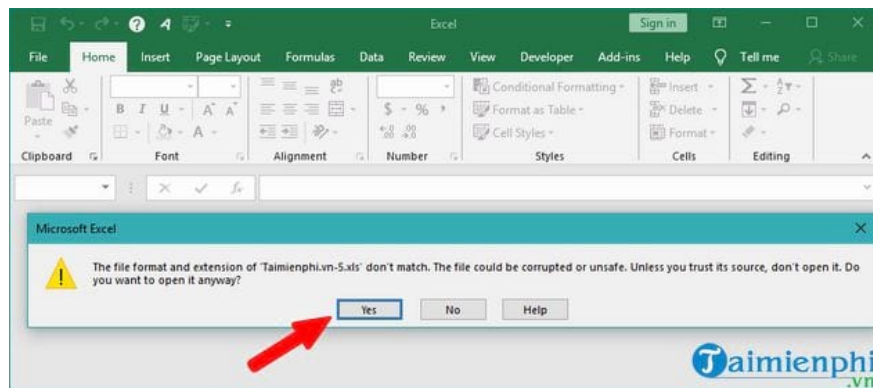 Excel
Sign in
File Home Insert Page Layout Formulas Data Review View Developer Add-ins Help Tell me Share
Paste
B I U A A
A
ab
$ % ,
Conditional Formatting
Format as Table
Cell Styles
Insert
Delete
Format
Clipboard Font Alignment Number Styles Cells Editing
fx
Microsoft Excel
The file format and extension of 'Taimienphi.vn-5.xls' don't match. The file could be corrupted or unsafe. Unless you trust its source, don't open it. Do
you want to open it anyway?
Yes No Help
Taimienphi
.vn